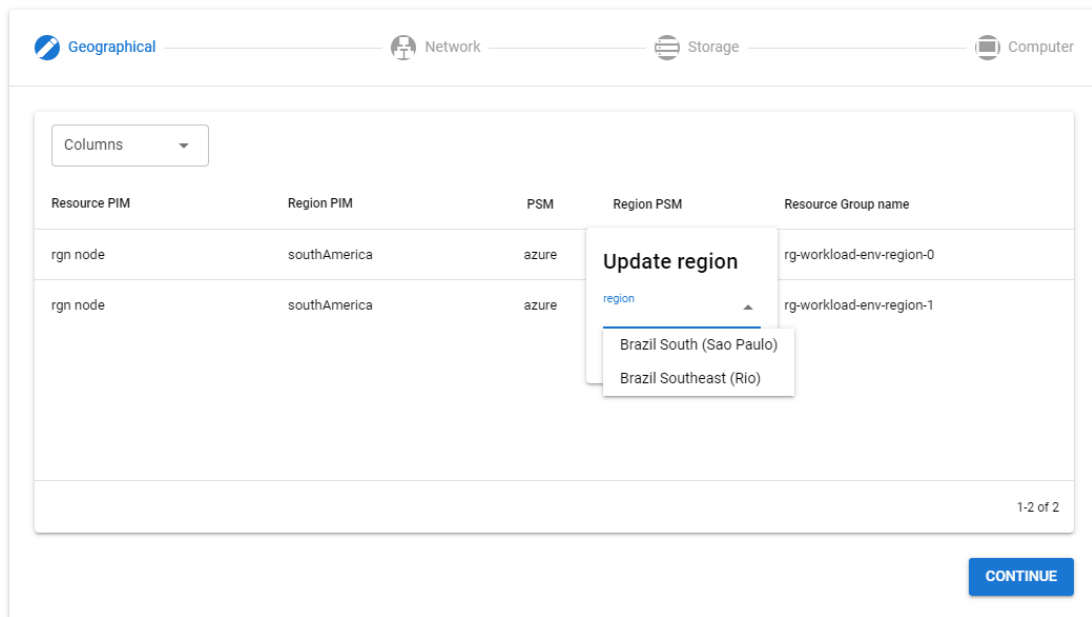 Geographical Network Storage Computer
Columns
Resource PIM Region PIM PSM Region PSM Resource Group name
rgn node southAmerica azure rg-workload-env-region-0
Update region
region
rgn node southAmerica azure rg-workload-env-region-1
Brazil South (Sao Paulo)
Brazil Southeast (Rio)
1-2 of 2
CONTINUE